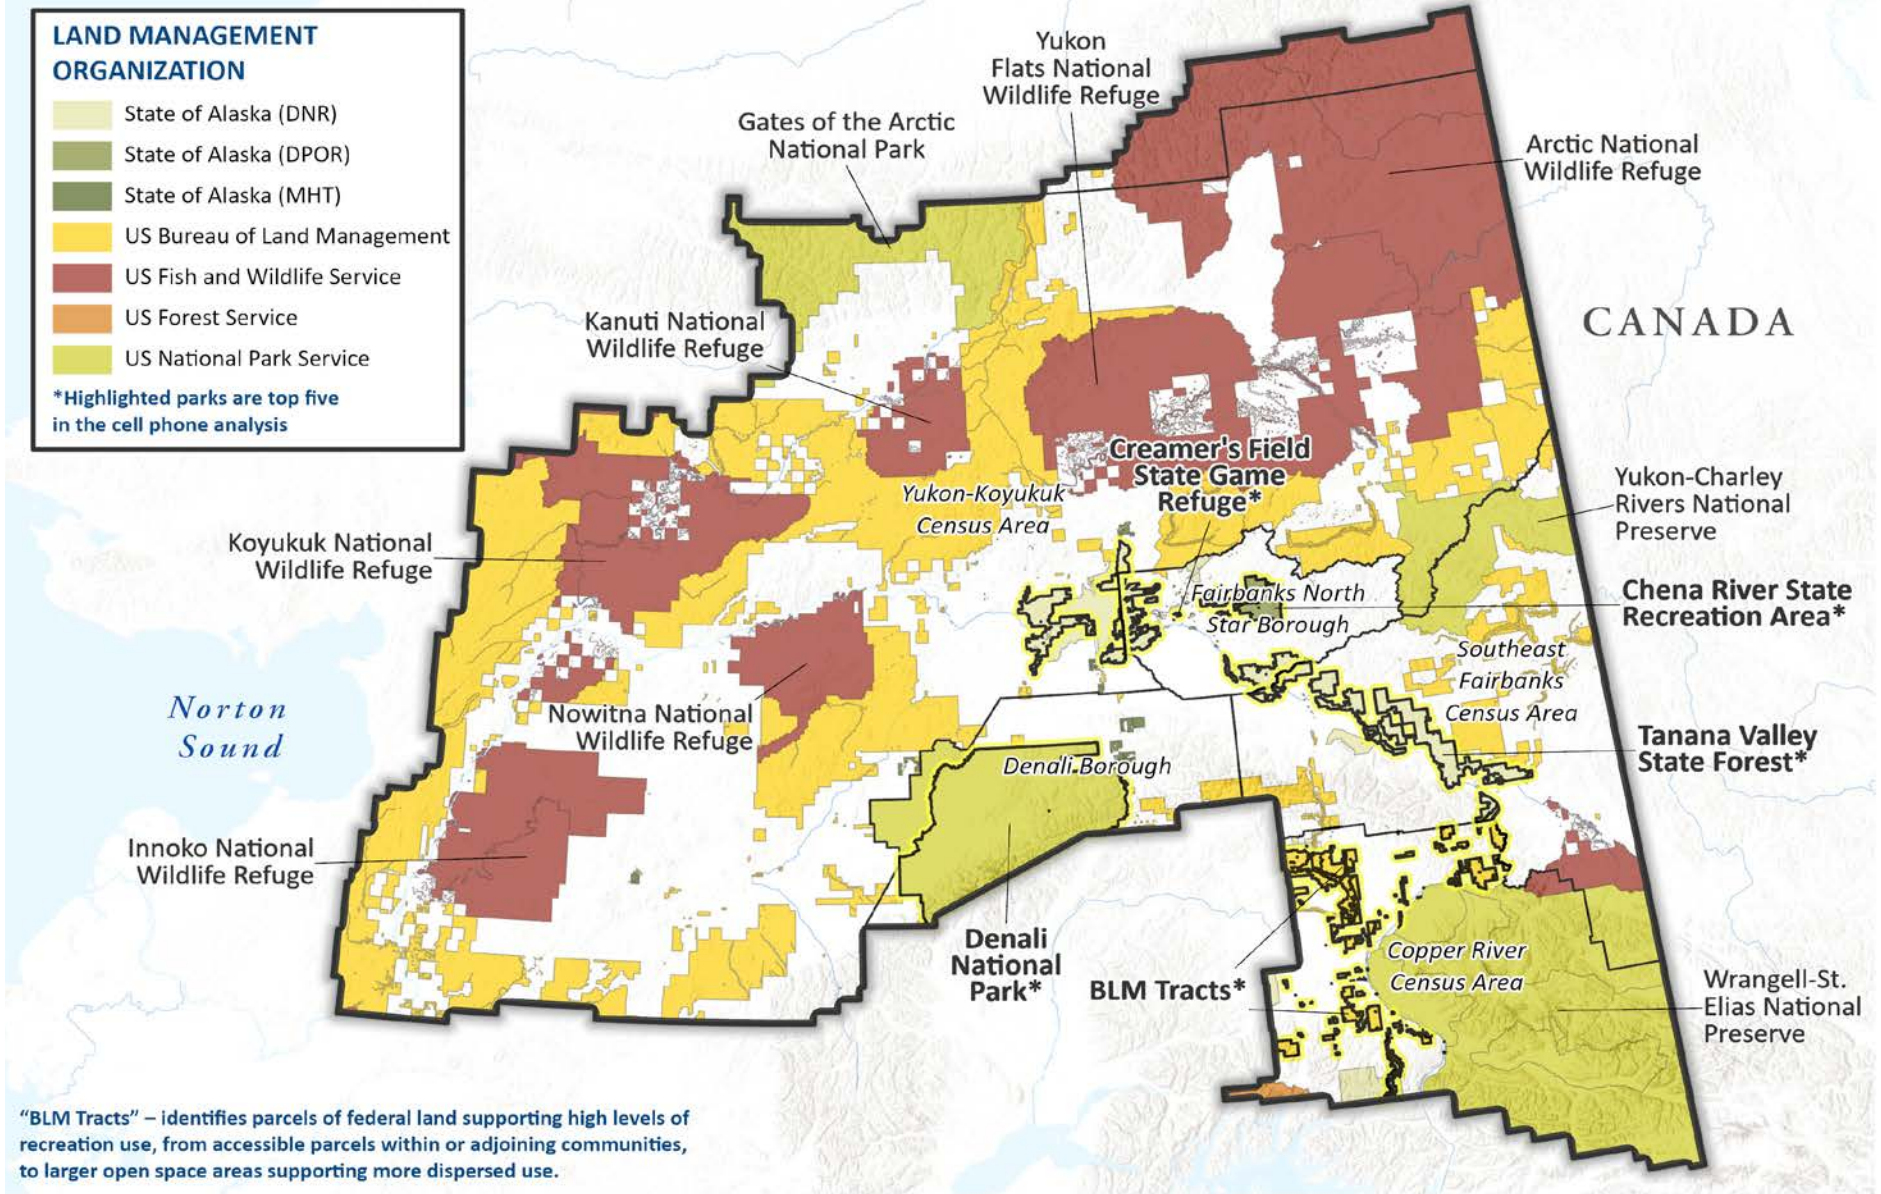 LAND MANAGEMENT
ORGANIZATION
State of Alaska (DNR)
State of Alaska (DPOR)
State of Alaska (MHT)
US Bureau of Land Management
US Fish and Wildlife Service
US Forest Service
US National Park Service
*Highlighted parks are top five
in the cell phone analysis
Yukon
Flats National
Wildlife Refuge
Gates of the Arctic
National Park
Arctic National
Wildlife Refuge
CANADA
Kanuti National
Wildlife Refuge
Creamer's Field
State Game
Refuge*
Yukon-Koyukuk
Census Area
Yukon-Charley
Rivers National
Preserve
Koyukuk National
Wildlife Refuge
Fairbanks North
Star Borough
Chena River State
Recreation Area*
Southeast
Fairbanks
Census Area
Norton
Sound
Nowitna National
Wildlife Refuge
Tanana Valley
State Forest*
Denali Borough
Innoko National
Wildlife Refuge
Denali
National
Park*
BLM Tracts*
Copper River
Census Area
Wrangell-St.
Elias National
Preserve
"BLM Tracts" – identifies parcels of federal land supporting high levels of
recreation use, from accessible parcels within or adjoining communities,
to larger open space areas supporting more dispersed use.